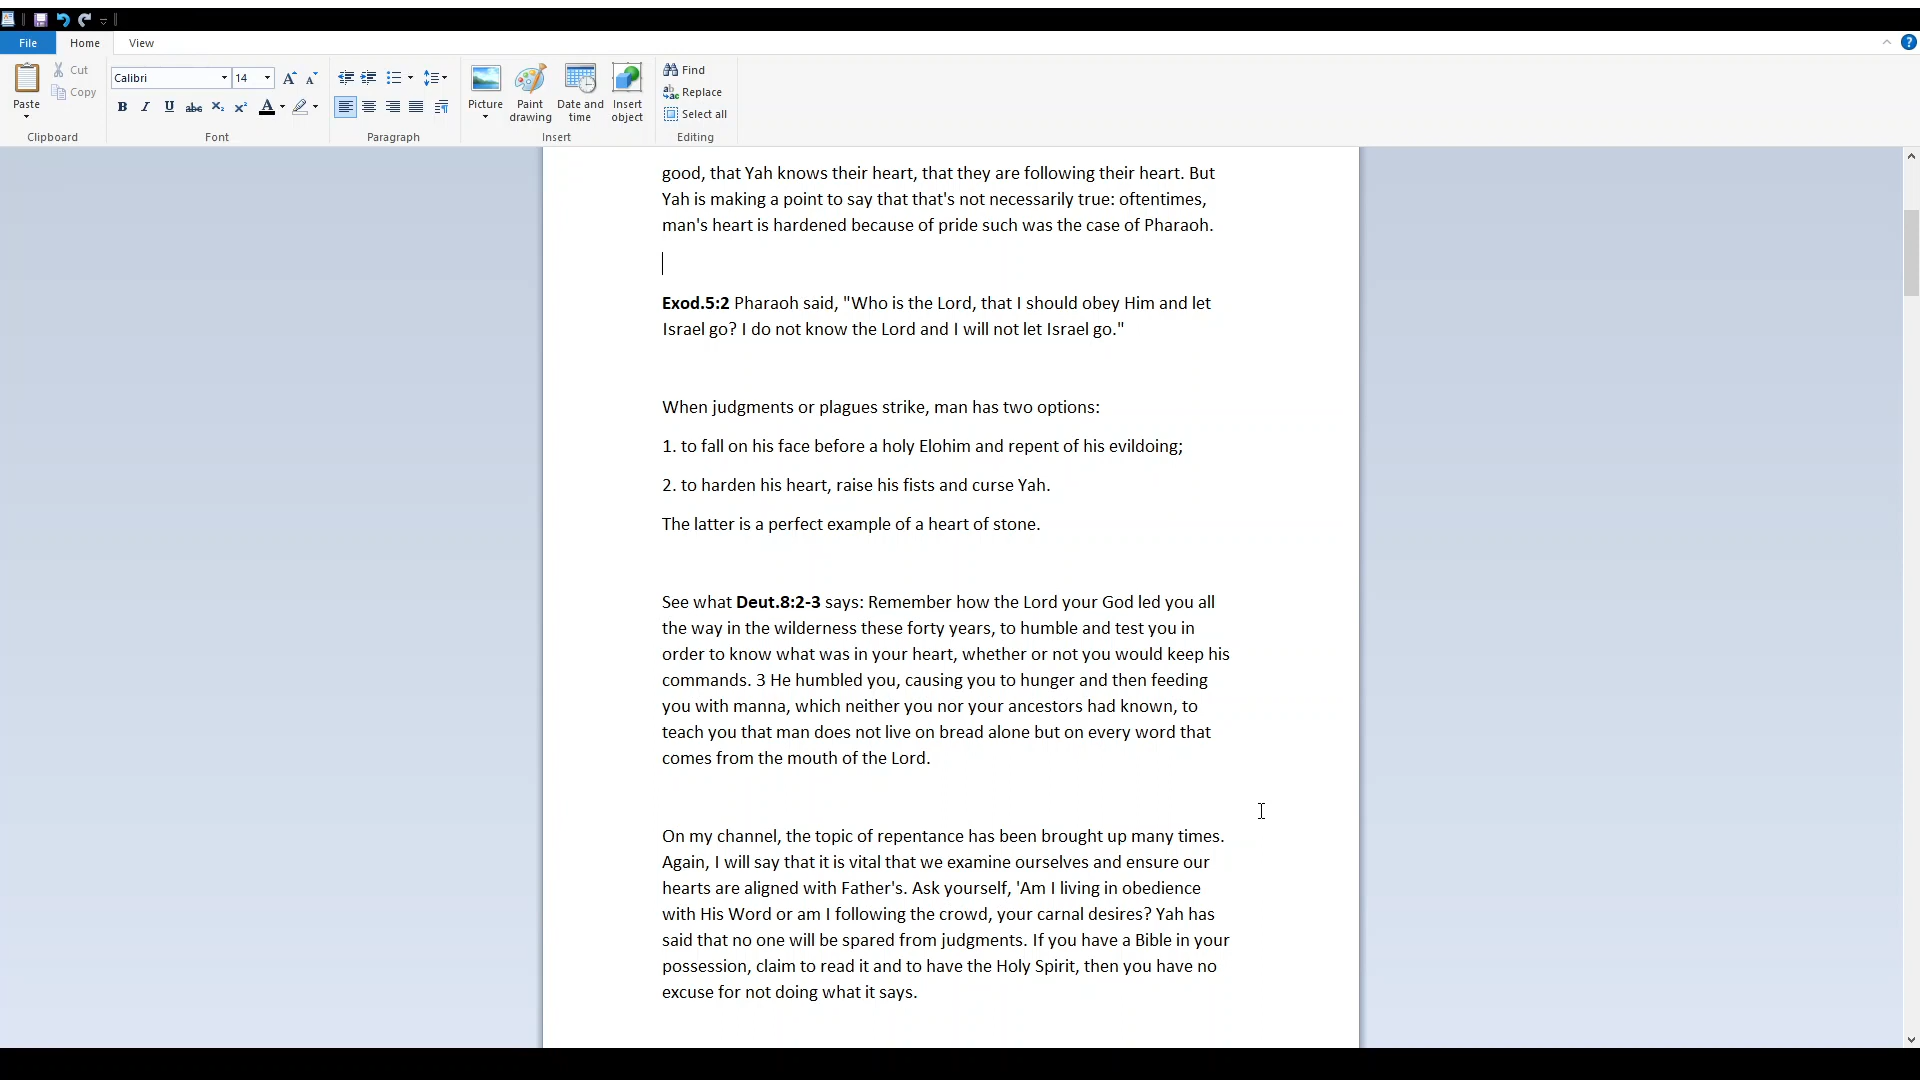 File Home View
Calibri 14
Cut
Copy
Paste
Picture Paint drawing Date and time Insert object
Find
Replace
Select all
Clipboard Font Paragraph Insert Editing
good, that Yah knows their heart, that they are following their heart. But
Yah is making a point to say that that's not necessarily true: oftentimes,
man's heart is hardened because of pride such was the case of Pharaoh.
Exod.5:2 Pharaoh said, "Who is the Lord, that I should obey Him and let
Israel go? I do not know the Lord and I will not let Israel go."
When judgments or plagues strike, man has two options:
1. to fall on his face before a holy Elohim and repent of his evildoing;
2. to harden his heart, raise his fists and curse Yah.
The latter is a perfect example of a heart of stone.
See what Deut.8:2-3 says: Remember how the Lord your God led you all
the way in the wilderness these forty years, to humble and test you in
order to know what was in your heart, whether or not you would keep his
commands. 3 He humbled you, causing you to hunger and then feeding
you with manna, which neither you nor your ancestors had known, to
teach you that man does not live on bread alone but on every word that
comes from the mouth of the Lord.
On my channel, the topic of repentance has been brought up many times.
Again, I will say that it is vital that we examine ourselves and ensure our
hearts are aligned with Father's. Ask yourself, 'Am I living in obedience
with His Word or am I following the crowd, your carnal desires? Yah has
said that no one will be spared from judgments. If you have a Bible in your
possession, claim to read it and to have the Holy Spirit, then you have no
excuse for not doing what it says.